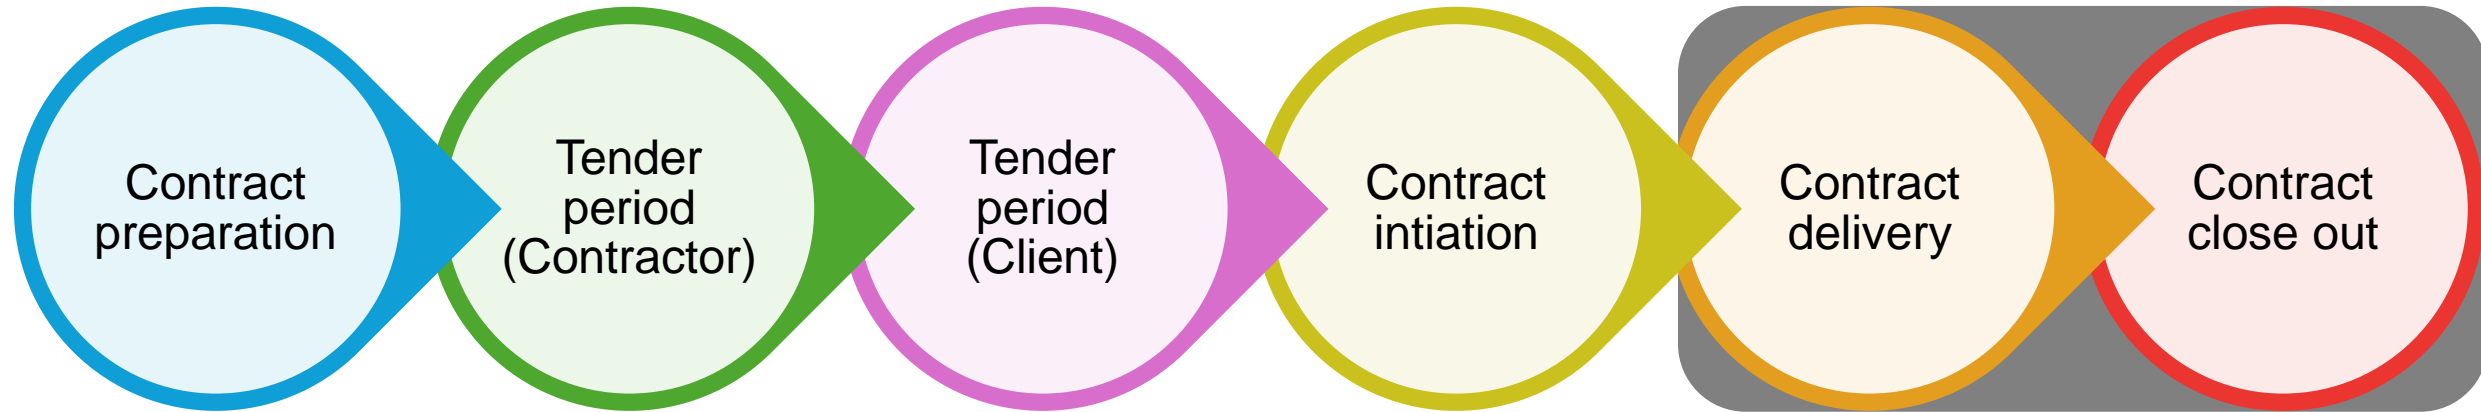 Contract
preparation
Tender
period
(Contractor)
Tender
period
(Client)
Contract
intiation
Contract
delivery
Contract
close out